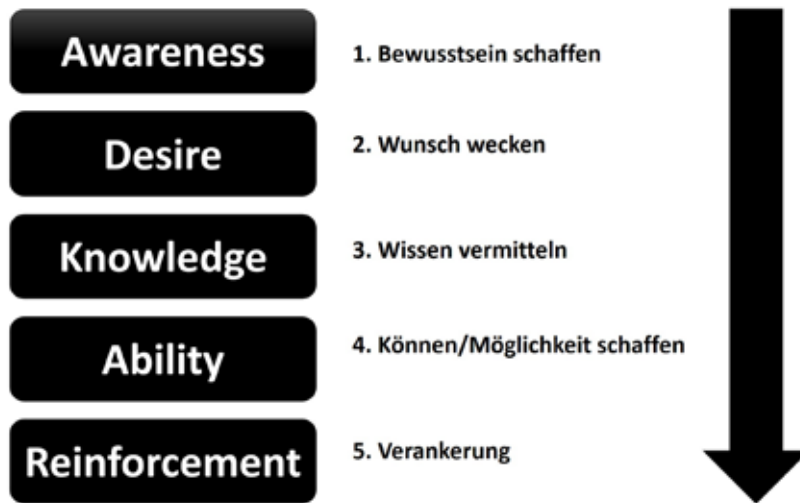 Awareness
1. Bewusstsein schaffen
Desire
2. Wunsch wecken
Knowledge
3. Wissen vermitteln
Ability
4. Können/Möglichkeit schaffen
Reinforcement
5. Verankerung